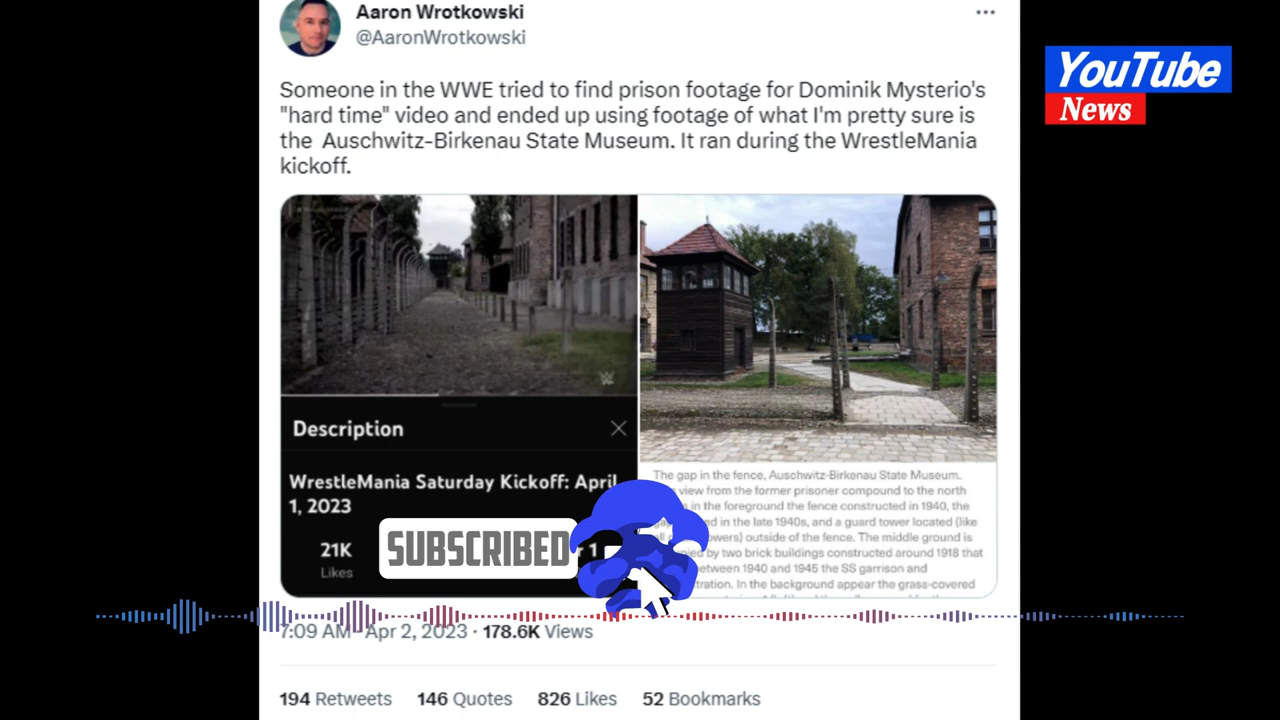 Aaron Wrotkowski
@AaronWrotkowski
YouTube
News
Someone in the WWE tried to find prison footage for Dominik Mysterio's
"hard time" video and ended up using footage of what I'm pretty sure is
the Auschwitz-Birkenau State Museum. It ran during the WrestleMania
kickoff.
Description
WrestleMania Saturday Kickoff: April
1, 2023
21K
Likes
r 1
SUBSCRIBED
The gap in the fence, Auschwitz-Birkenau State Museum.
view from the former prisoner compound to the north
in the foreground the fence constructed in 1940, the
in the late 1940s, and a guard tower located (like
outside of the fence. The middle ground is
by two brick buildings constructed around 1918 that
between 1940 and 1945 the SS garrison and
In the background appear the grass-covered
7:09 AM · Apr 2, 2023 · 178.6K Views
194 Retweets 146 Quotes 826 Likes 52 Bookmarks